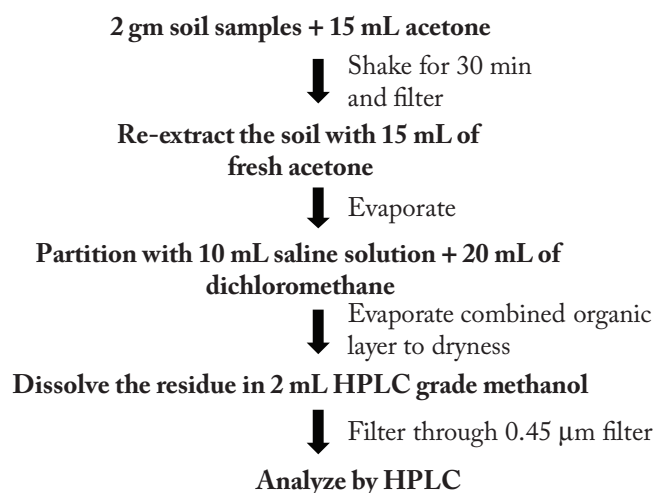 2 gm soil samples + 15 mL acetone
Shake for 30 min
and filter
Re-extract the soil with 15 mL of
fresh acetone
Evaporate
Partition with 10 mL saline solution + 20 mL of
dichloromethane
Evaporate combined organic
layer to dryness
Dissolve the residue in 2 mL HPLC grade methanol
Filter through 0.45 μm filter
Analyze by HPLC